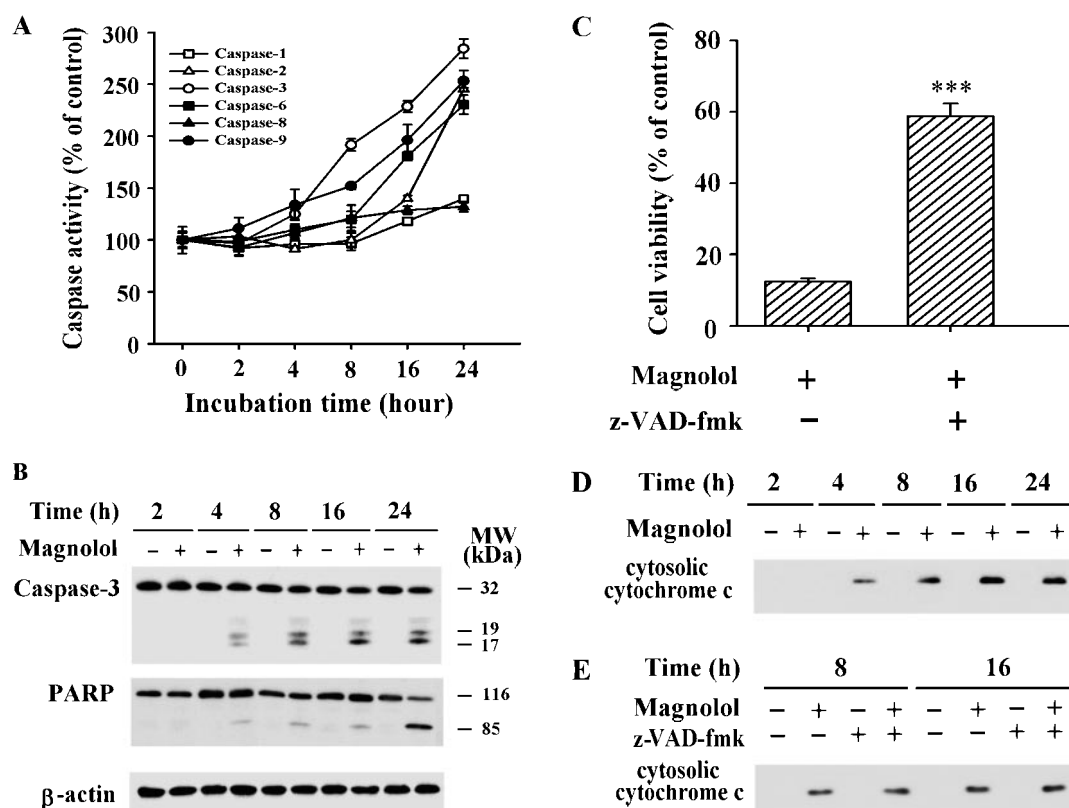 A
Caspase activity (% of control)
300
250
200
150
100
50
0
Caspase-1
Caspase-2
Caspase-3
Caspase-6
Caspase-8
Caspase-9
0 2 4 8 16 24
Incubation time (hour)
C
Cell viability (% of control)
80
60
40
20
0
***
Magnolol + +
z-VAD-fmk − +
B
Time (h) 2 4 8 16 24
Magnolol − + − + − + − + − +
MW
(kDa)
Caspase-3
32
19
17
PARP
116
85
β-actin
D
Time (h) 2 4 8 16 24
Magnolol − + − + − + − + − +
cytosolic
cytochrome c
E
Time (h) 8 16
Magnolol − + − + − + − +
z-VAD-fmk − − + + − − + +
cytosolic
cytochrome c